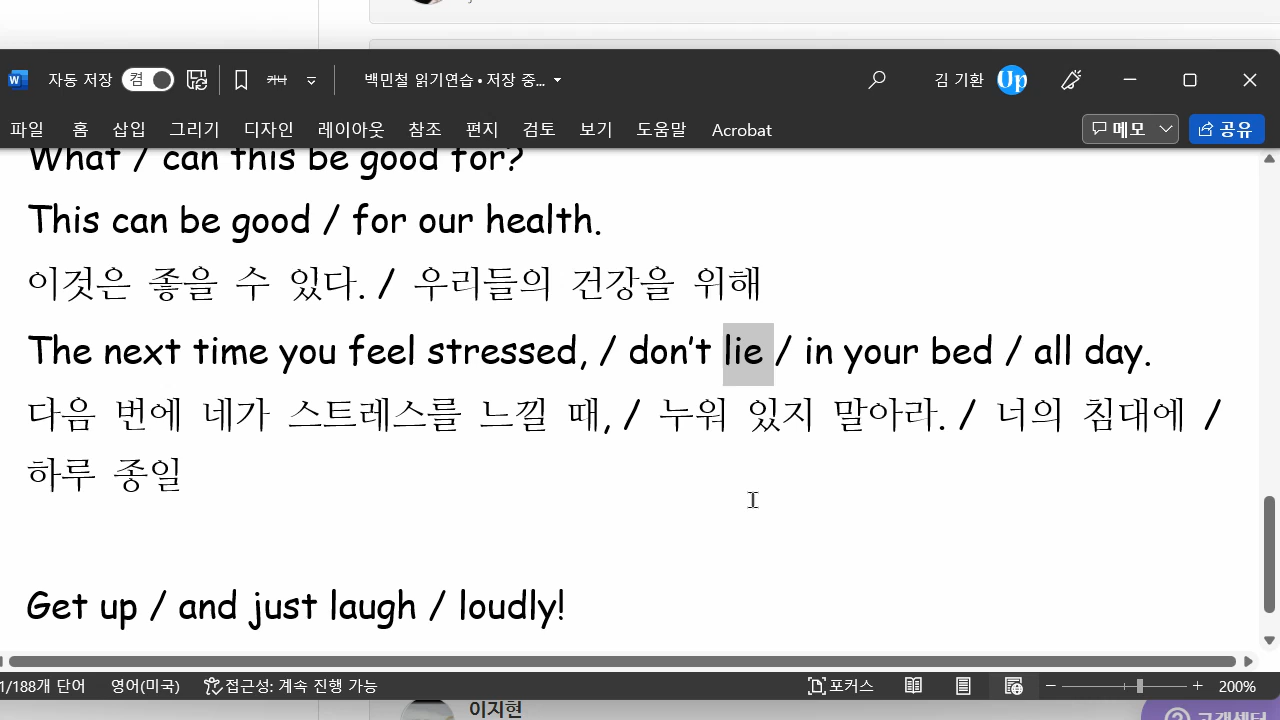 자동 저장 켬 가나 백민철 읽기연습 • 저장 중... 김 기환 Up
파일 홈 삽입 그리기 디자인 레이아웃 참조 편지 검토 보기 도움말 Acrobat 메모 공유
What / can this be good for?
This can be good / for our health.
이것은 좋을 수 있다. / 우리들의 건강을 위해
The next time you feel stressed, / don’t lie / in your bed / all day.
다음 번에 네가 스트레스를 느낄 때, / 누워 있지 말아라. / 너의 침대에 /
하루 종일
Get up / and just laugh / loudly!
1/188개 단어 영어(미국) 접근성: 계속 진행 가능 포커스 200%
이지현
고객센터